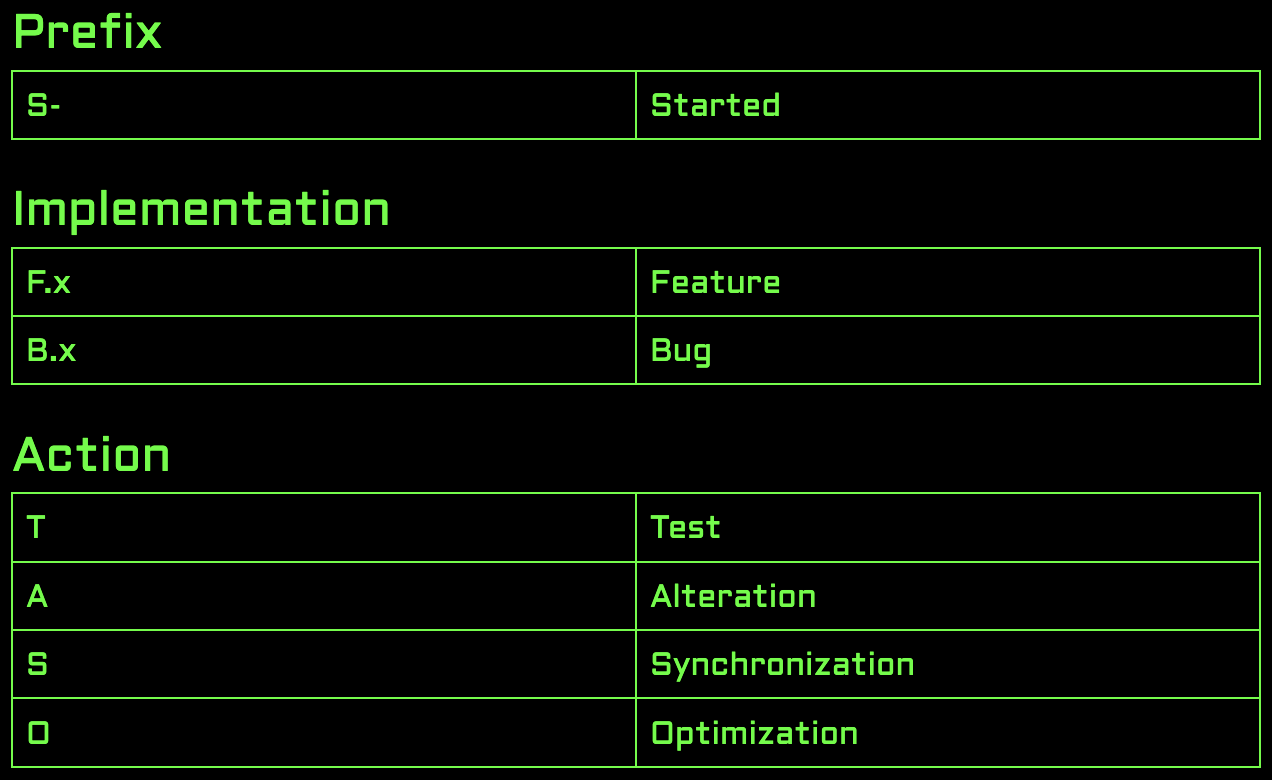 Prefix
S- Started
Implementation
F.x Feature
B.x Bug
Action
T Test
A Alteration
S Synchronization
O Optimization